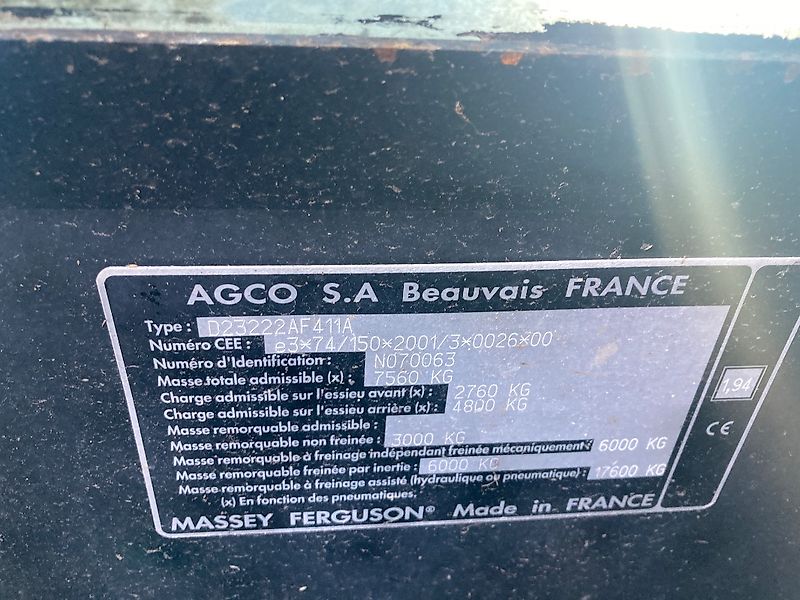 AGCO S.A Beauvais FRANCE
Type : D23222AF411A
Numéro CEE : e3*74/150*2001/3*0026*00
Numéro d'Identification : N070063
Masse totale admissible (x) : 7560 KG
Charge admissible sur l'essieu avant (x) : 2760 KG
Charge admissible sur l'essieu arrière (x) : 4800 KG
Masse remorquable admissible :
Masse remorquable non freinée : 3000 KG
Masse remorquable à freinage indépendant freinée mécaniquement : 6000 KG
Masse remorquable freinée par inertie : 6000 KG
Masse remorquable à freinage assisté (hydraulique ou pneumatique) : 17600 KG
(x) En fonction des pneumatiques.
MASSEY FERGUSON® Made in FRANCE
1,94
CE